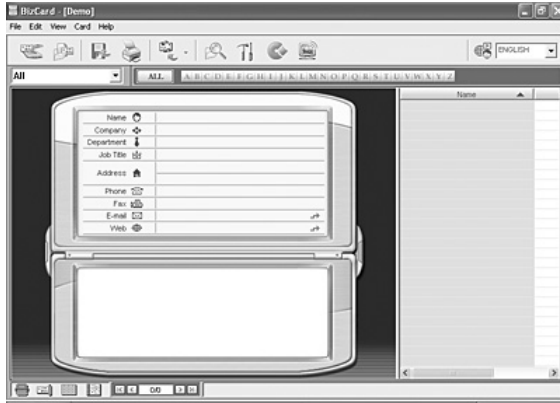 BizCard - [Demo]
File Edit View Card Help
ENGLISH
All ALL A B C D E F G H I J K L M N O P Q R S T U V W X Y Z
Name
Name
Company
Department
Job Title
Address
Phone
Fax
E-mail
Web
0/0